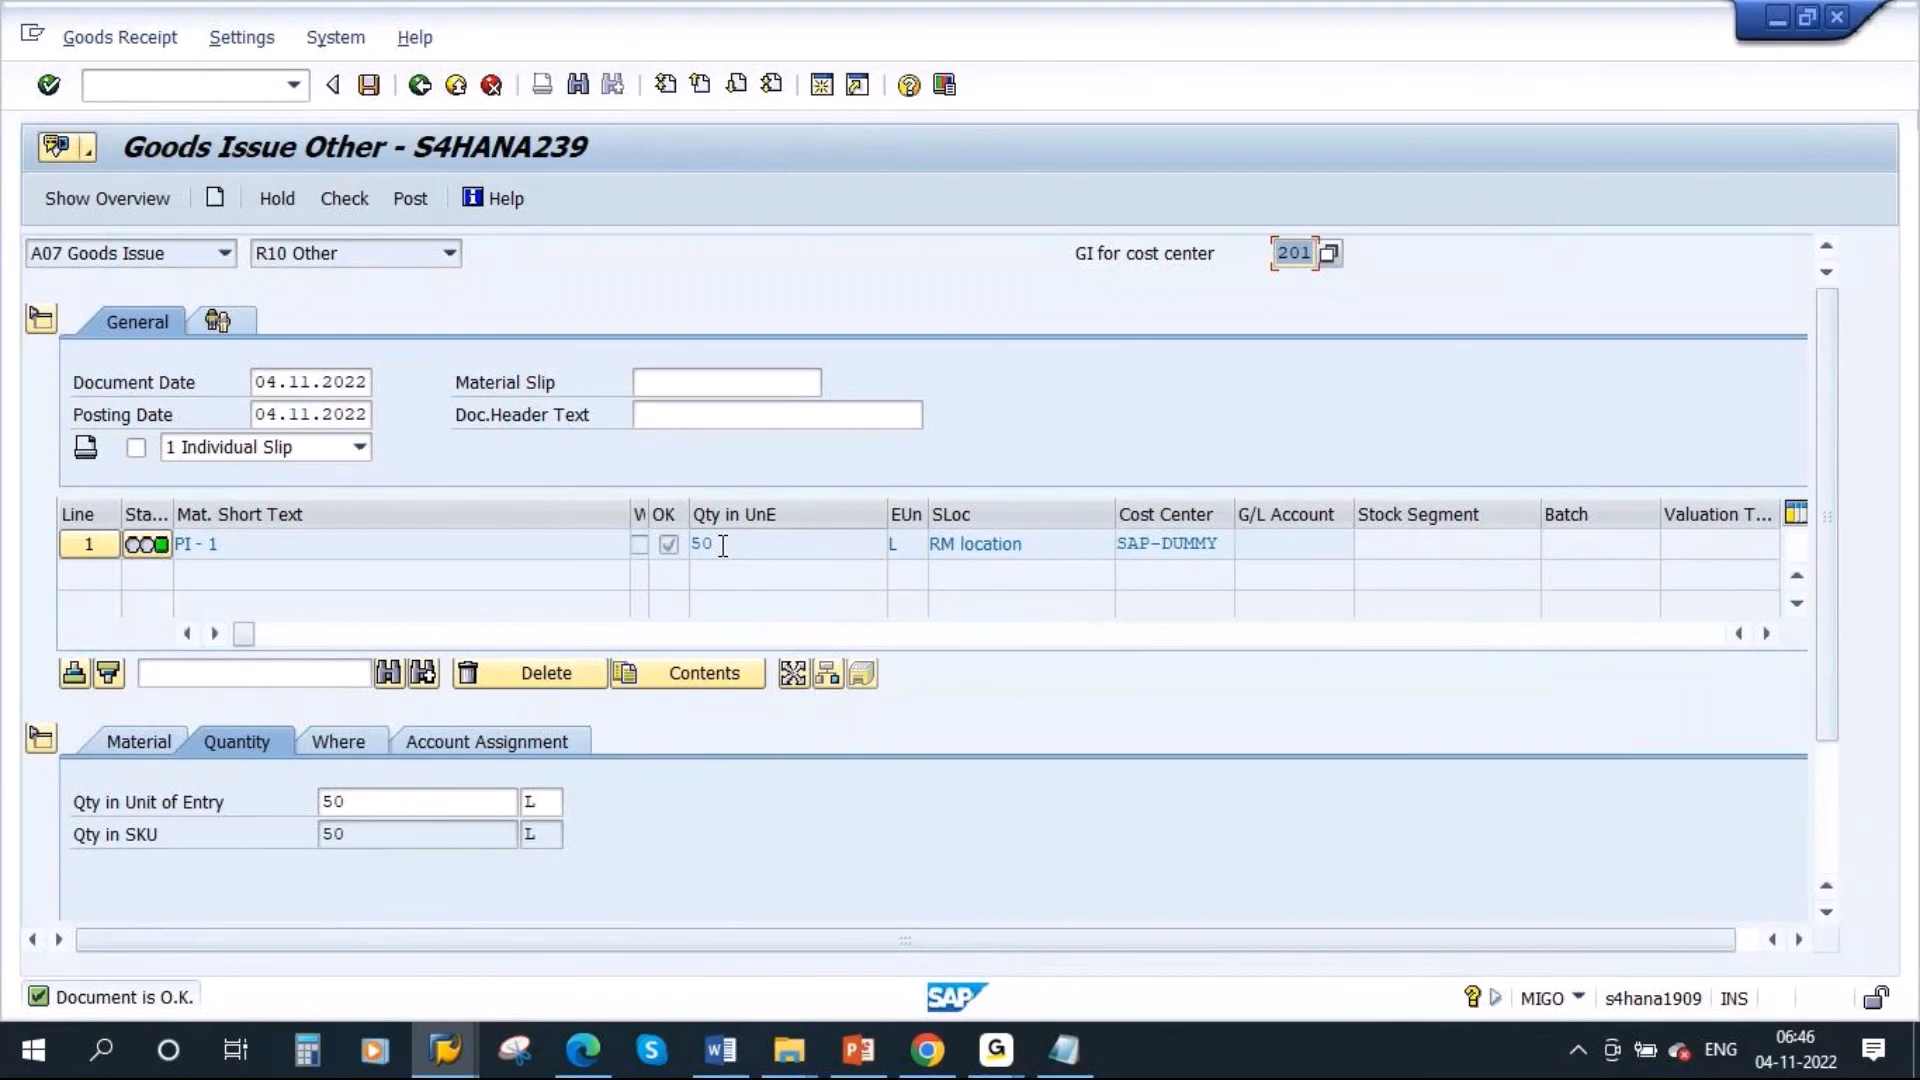 Goods Receipt Settings System Help
Goods Issue Other - S4HANA239
Show Overview Hold Check Post Help
A07 Goods Issue R10 Other GI for cost center 201
General
Document Date 04.11.2022 Material Slip
Posting Date 04.11.2022 Doc.Header Text
1 Individual Slip
Line Sta... Mat. Short Text W OK Qty in UnE EUn SLoc Cost Center G/L Account Stock Segment Batch Valuation T...
1 PI - 1 50 L RM location SAP-DUMMY
Delete Contents
Material Quantity Where Account Assignment
Qty in Unit of Entry 50 L
Qty in SKU 50 L
Document is O.K. SAP MIGO s4hana1909 INS
ENG 06:46
04-11-2022